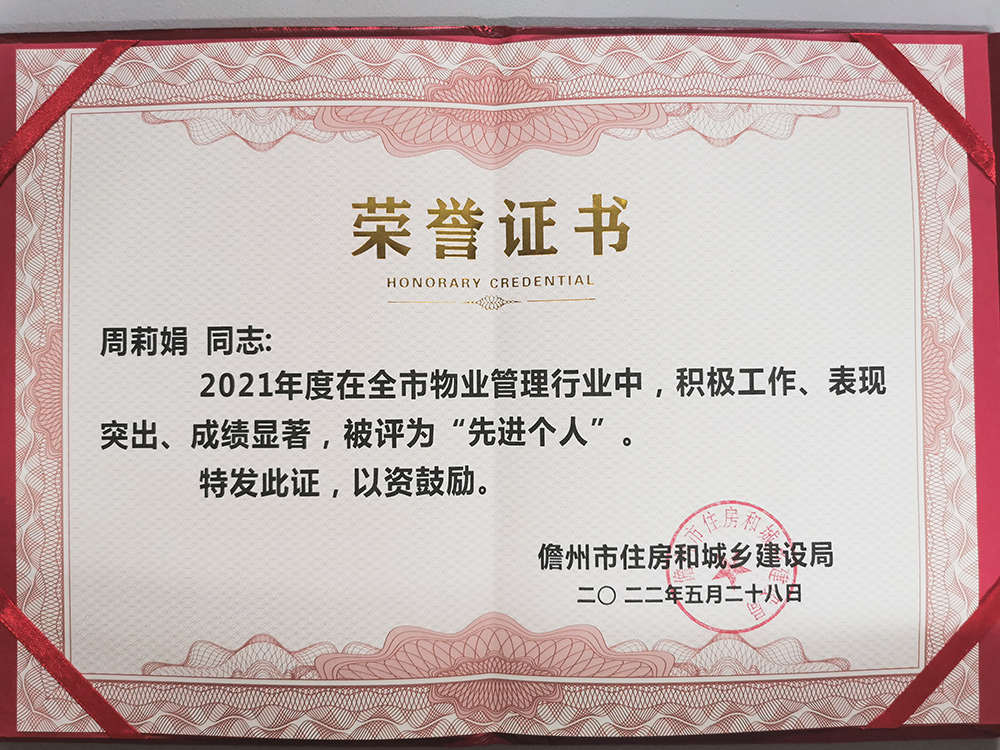 荣誉证书
HONORARY CREDENTIAL
周莉娟 同志:
2021年度在全市物业管理行业中，积极工作、表现
突出、成绩显著，被评为“先进个人”。
特发此证，以资鼓励。
儋州市住房和城乡建设局
二〇二二年五月二十八日